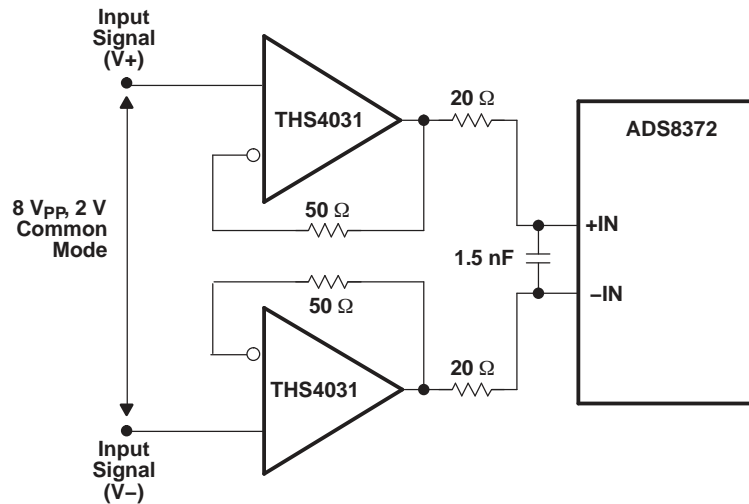 Input
Signal
(V+)
THS4031
20 Ω
ADS8372
50 Ω
8 VPP, 2 V
Common
Mode
+IN
1.5 nF
−IN
50 Ω
THS4031
20 Ω
Input
Signal
(V−)